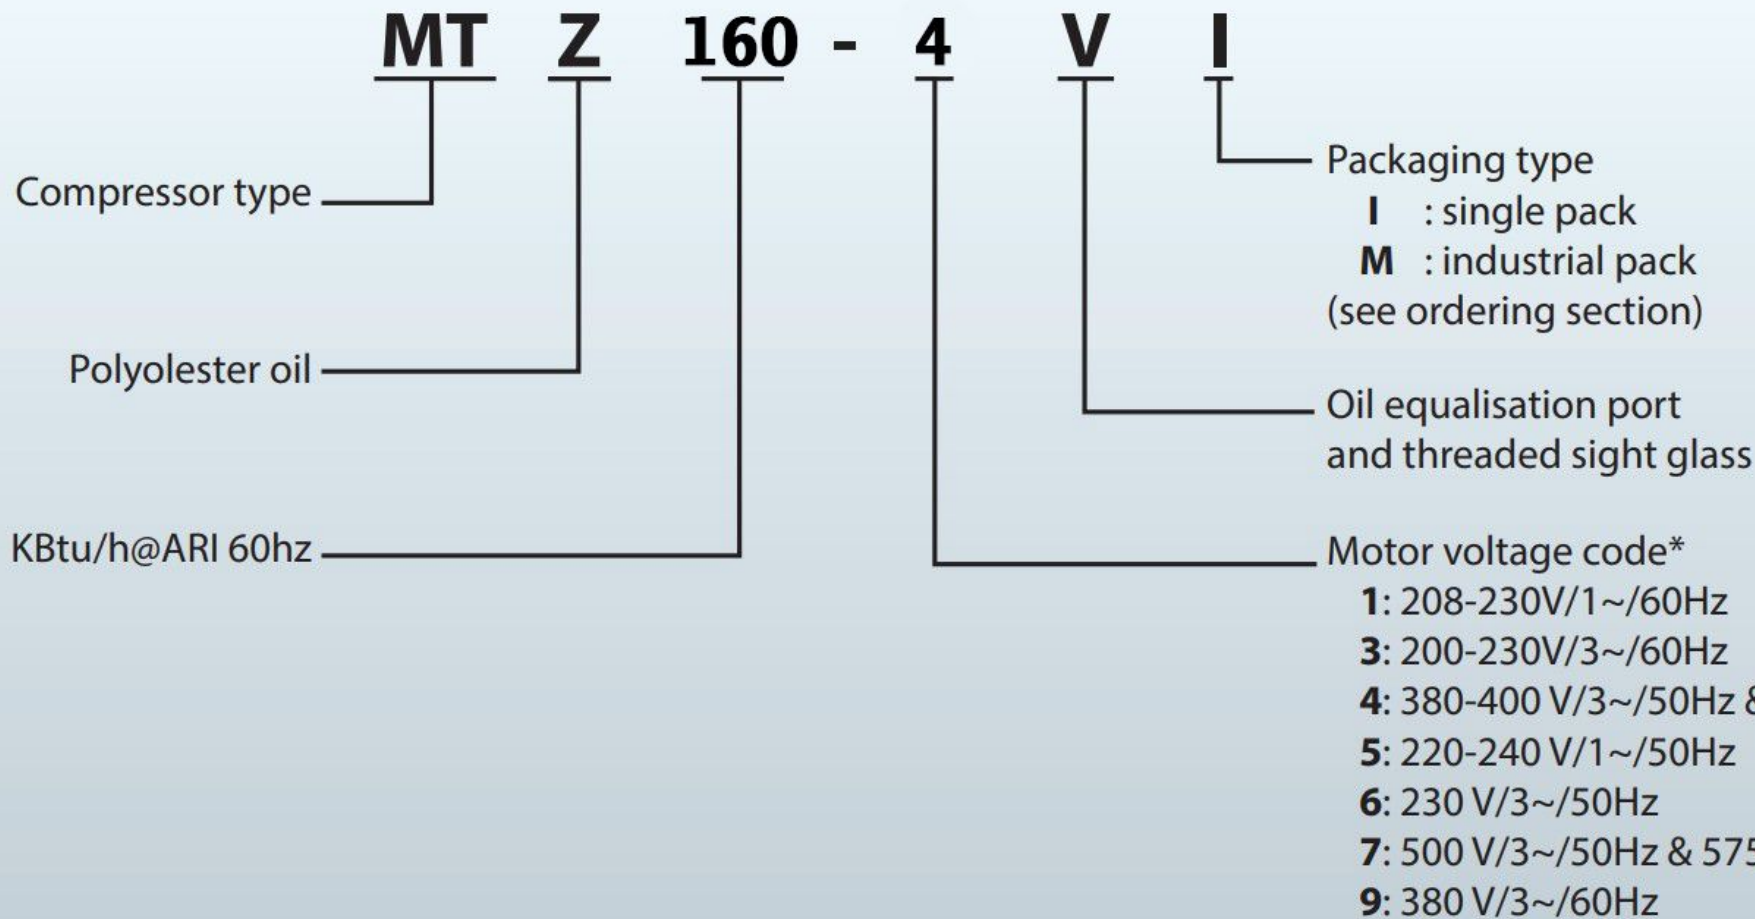 MT Z 160 - 4 V I
Compressor type
Polyolester oil
KBtu/h@ARI 60hz
Packaging type
I : single pack
M : industrial pack
(see ordering section)
Oil equalisation port
and threaded sight glass
Motor voltage code*
1: 208-230V/1~/60Hz
3: 200-230V/3~/60Hz
4: 380-400 V/3~/50Hz &
5: 220-240 V/1~/50Hz
6: 230 V/3~/50Hz
7: 500 V/3~/50Hz & 575
9: 380 V/3~/60Hz